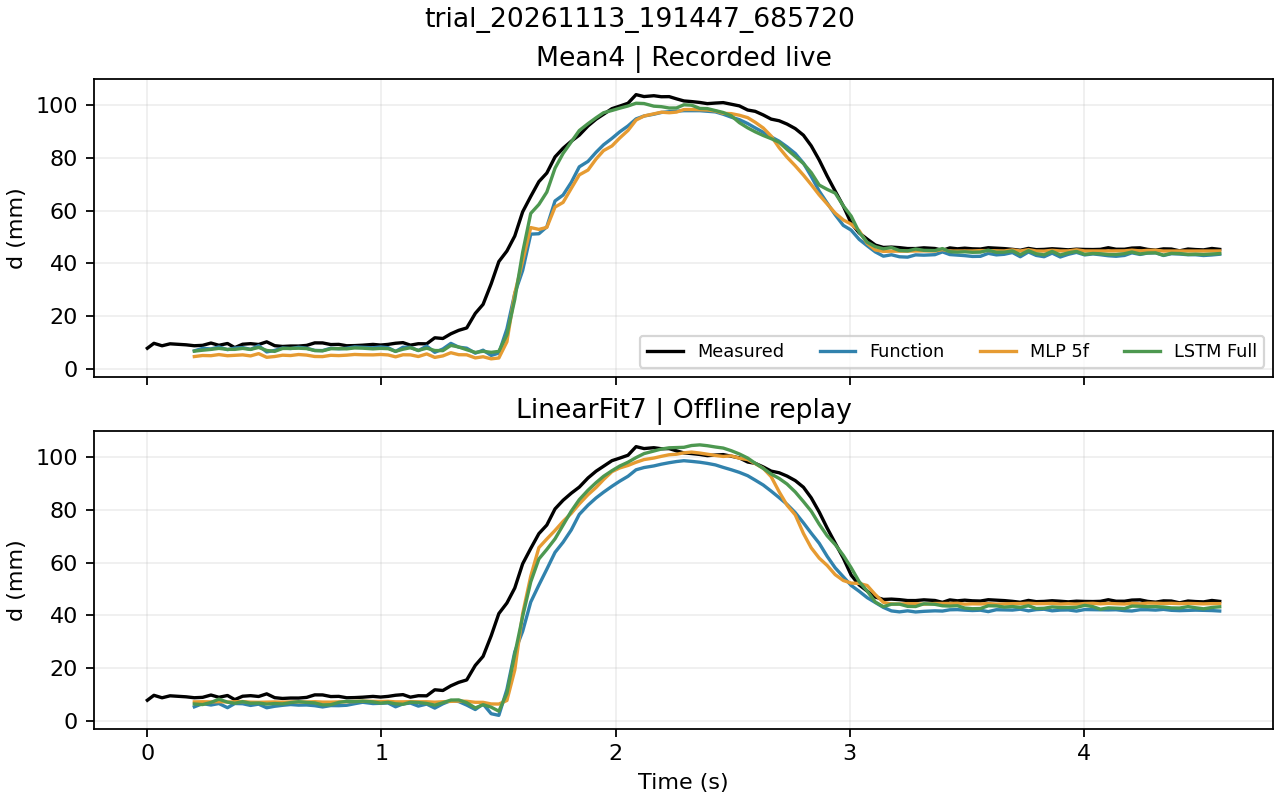 trial_20261113_191447_685720
Mean4 | Recorded live
100
80
60
40
20
0
d (mm)
Measured
Function
MLP 5f
LSTM Full
LinearFit7 | Offline replay
100
80
60
40
20
0
d (mm)
0
1
2
3
4
Time (s)